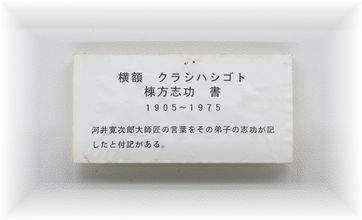 横額　クラシハシゴト
棟方志功　書
1905～1975
河井寛次郎大師匠の言葉をその弟子の志功が記
したと付記がある。